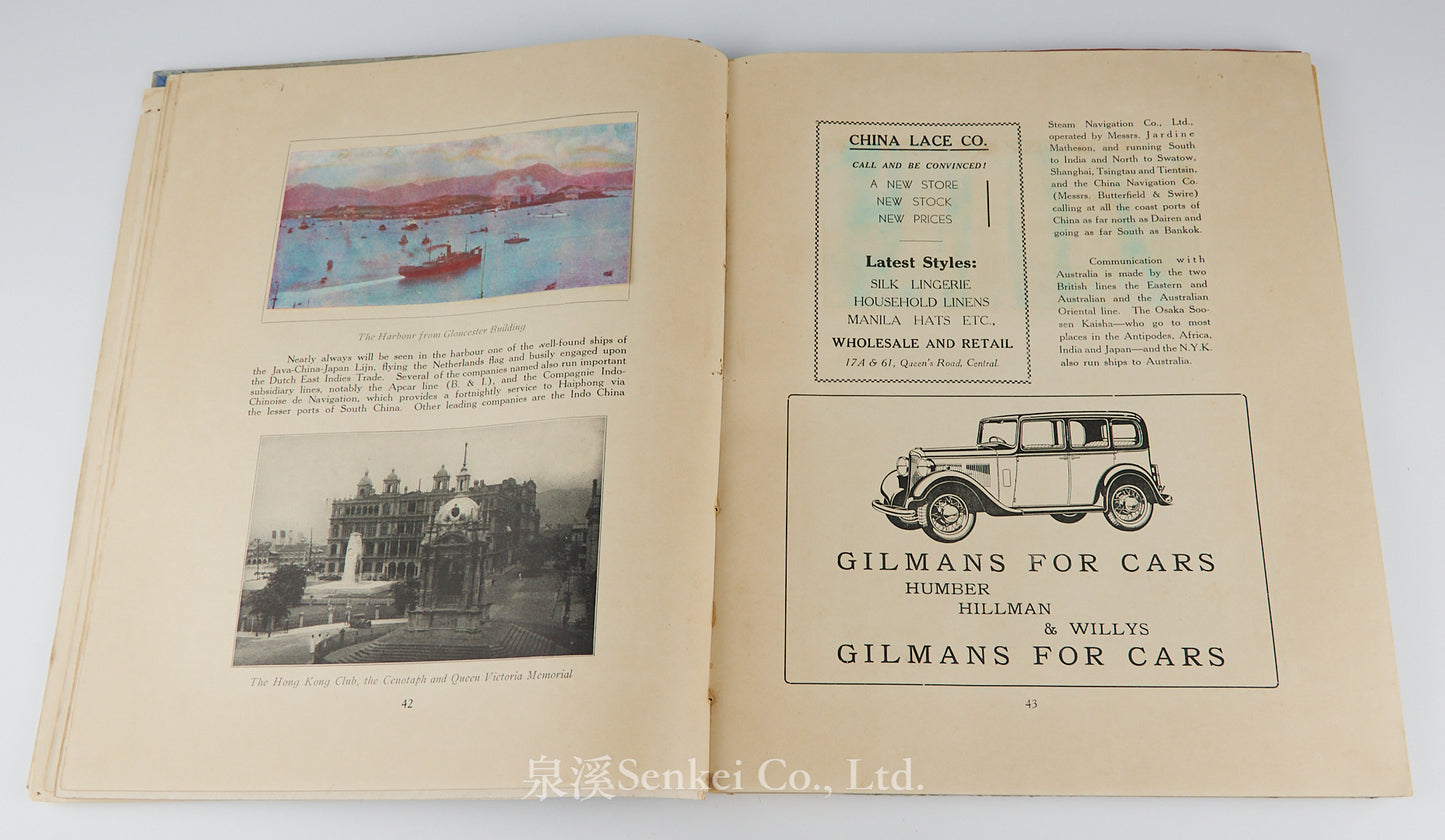 The Harbour from Gloucester Building
Nearly always will be seen in the harbour one of the well-found ships of
the Java-China-Japan Lijn, flying the Netherlands flag and busily engaged upon
the Dutch East Indies Trade. Several of the companies named also run important
subsidiary lines, notably the Apcar line (B. & I.), and the Compagnie Indo-
Chinoise de Navigation, which provides a fortnightly service to Haiphong via
the lesser ports of South China. Other leading companies are the Indo China
The Hong Kong Club, the Cenotaph and Queen Victoria Memorial
42
CHINA LACE CO.
CALL AND BE CONVINCED!
A NEW STORE
NEW STOCK
NEW PRICES
Latest Styles:
SILK LINGERIE
HOUSEHOLD LINENS
MANILA HATS ETC.,
WHOLESALE AND RETAIL
17A & 61, Queen's Road, Central.
Steam Navigation Co., Ltd.,
operated by Messrs. Jardine
Matheson, and running South
to India and North to Swatow,
Shanghai, Tsingtau and Tientsin,
and the China Navigation Co.
(Messrs. Butterfield & Swire)
calling at all the coast ports of
China as far north as Dairen and
going as far South as Bankok.
Communication with
Australia is made by the two
British lines the Eastern and
Australian and the Australian
Oriental line. The Osaka Soo-
sen Kaisha—who go to most
places in the Antipodes, Africa,
India and Japan—and the N.Y.K.
also run ships to Australia.
GILMANS FOR CARS
HUMBER
HILLMAN
& WILLYS
GILMANS FOR CARS
43
泉溪Senkei Co., Ltd.